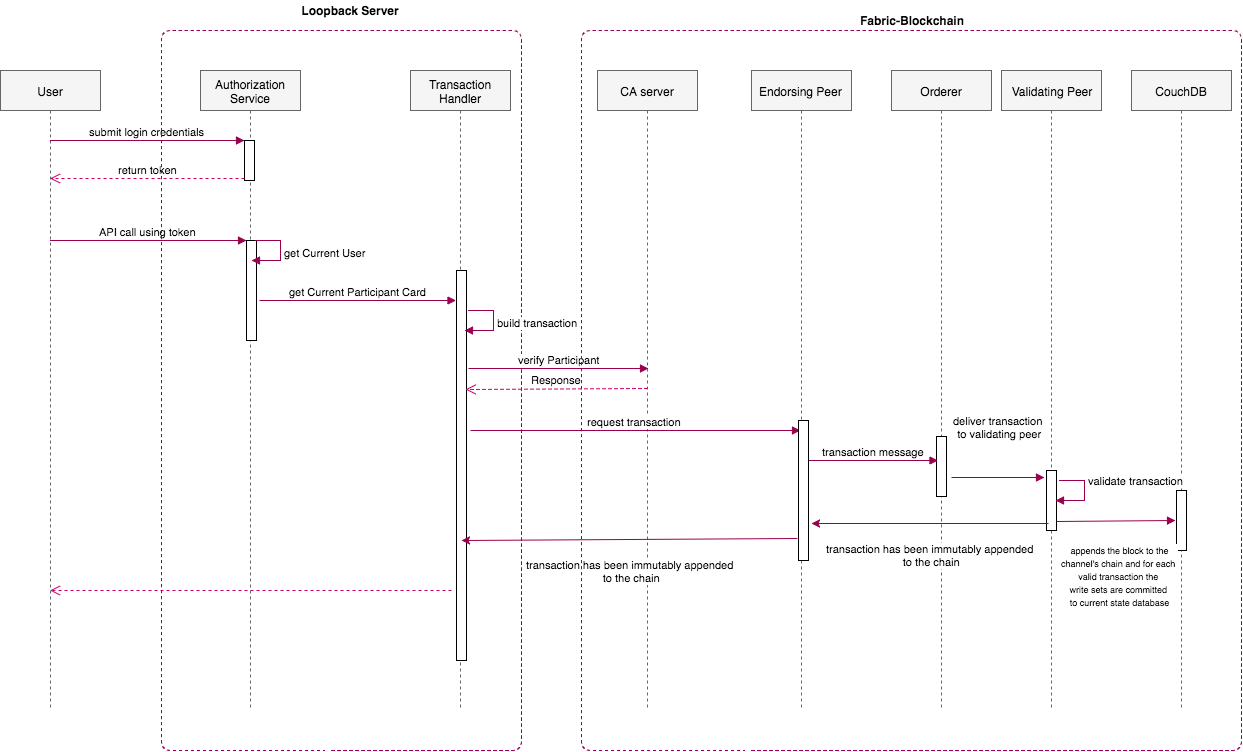 Loopback Server
Fabric-Blockchain
User
Authorization
Service
Transaction
Handler
CA server
Endorsing Peer
Orderer
Validating Peer
CouchDB
submit login credentials
return token
API call using token
get Current User
get Current Participant Card
build transaction
verify Participant
Response
request transaction
deliver transaction
to validating peer
transaction message
validate transaction
transaction has been immutably appended
to the chain
appends the block to the
channel's chain and for each
valid transaction the
write sets are committed
to current state database
transaction has been immutably appended
to the chain